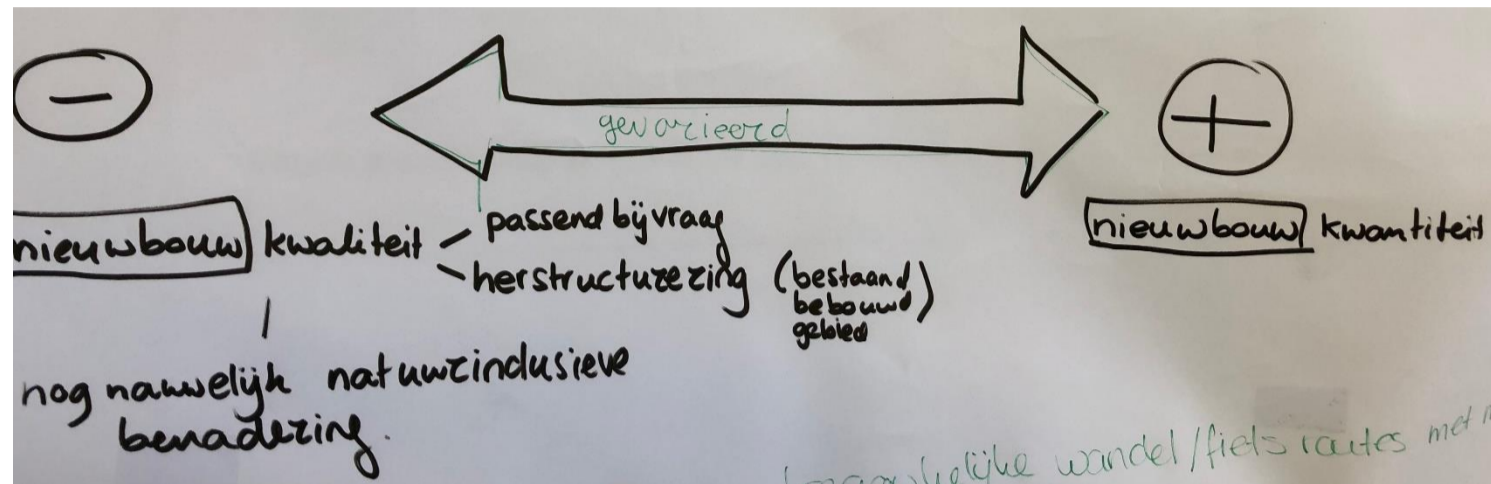 −
+
gevarieerd
nieuwbouw kwaliteit
passend bij vraag
herstructurering (bestaand bebouwd gebied)
nieuwbouw kwantiteit
nog nauwelijk natuurinclusieve
benadering.
wandel/fiets routes met